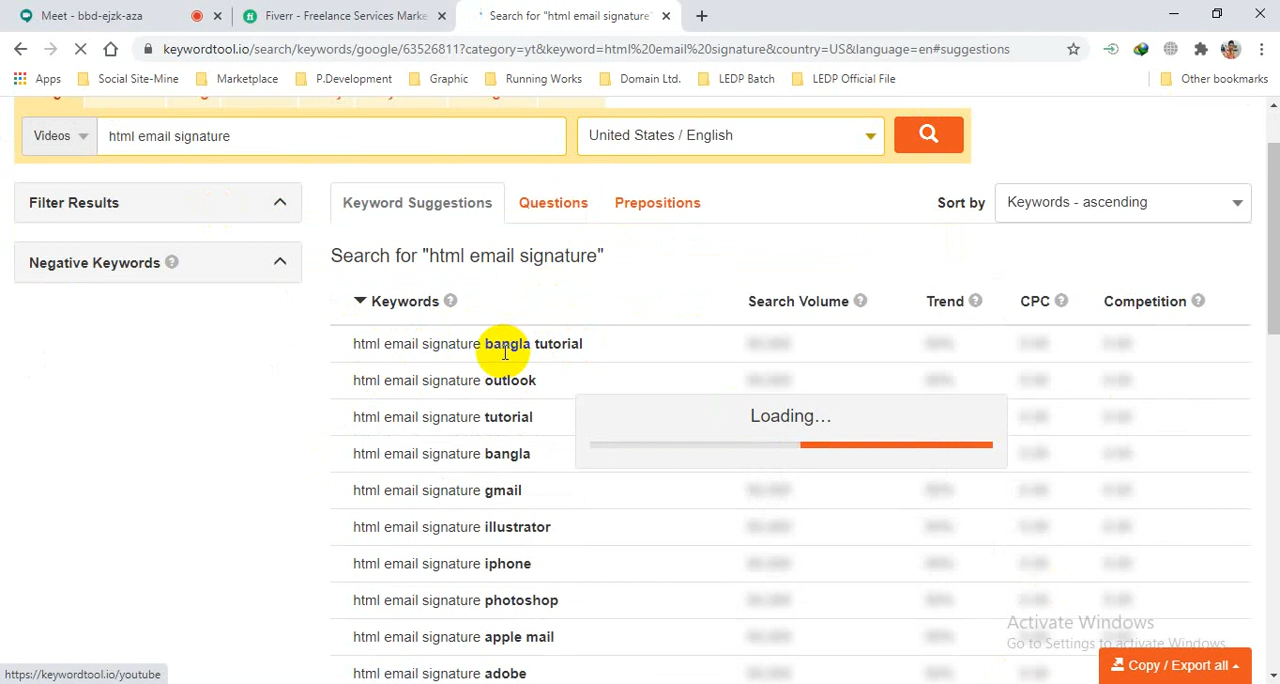 Meet - bbd-ejzk-aza
Fiverr - Freelance Services Marke
Search for "html email signature"
keywordtool.io/search/keywords/google/63526811?category=yt&keyword=html%20email%20signature&country=US&language=en#suggestions
Apps Social Site-Mine Marketplace P.Development Graphic Running Works Domain Ltd. LEDP Batch LEDP Official File Other bookmarks
Videos html email signature United States / English
Filter Results
Negative Keywords
Keyword Suggestions Questions Prepositions Sort by Keywords - ascending
Search for "html email signature"
Keywords Search Volume Trend CPC Competition
html email signature bangla tutorial
html email signature outlook
Loading...
html email signature tutorial
html email signature bangla
html email signature gmail
html email signature illustrator
html email signature iphone
html email signature photoshop
html email signature apple mail
html email signature adobe
Activate Windows
Go to Settings to activate Windows.
Copy / Export all
https://keywordtool.io/youtube